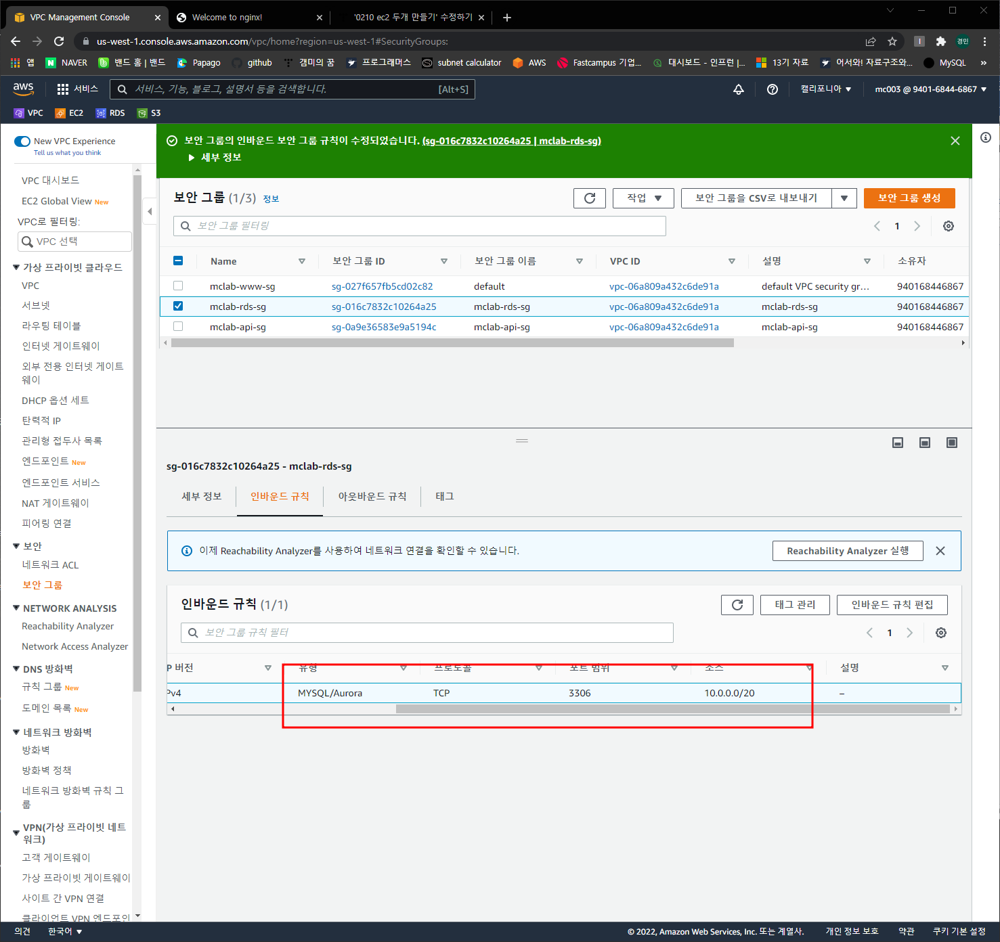 VPC Management Console
Welcome to nginx!
'0210 ec2 두개 만들기' 수정하기
us-west-1.console.aws.amazon.com/vpc/home?region=us-west-1#SecurityGroups:
경민
앱 NAVER 밴드 홈 | 밴드 Papago github 캠미의 꿈 프로그래머스 subnet calculator AWS Fastcampus 기업... 대시보드 - 인프런 |... 13기 자료 어서와! 자료구조와... MySQL »
aws 서비스 서비스, 기능, 블로그, 설명서 등을 검색합니다. [Alt+S] 캘리포니아 ▼ mc003 @ 9401-6844-6867 ▼
VPC EC2 RDS S3
New VPC Experience
Tell us what you think
VPC 대시보드
EC2 Global View New
VPC로 필터링:
VPC 선택
가상 프라이빗 클라우드
VPC
서브넷
라우팅 테이블
인터넷 게이트웨이
외부 전용 인터넷 게이트
웨이
DHCP 옵션 세트
탄력적 IP
관리형 접두사 목록
엔드포인트 New
엔드포인트 서비스
NAT 게이트웨이
피어링 연결
보안
네트워크 ACL
보안 그룹
NETWORK ANALYSIS
Reachability Analyzer
Network Access Analyzer
DNS 방화벽
규칙 그룹 New
도메인 목록 New
네트워크 방화벽
방화벽
방화벽 정책
네트워크 방화벽 규칙 그
룹
VPN(가상 프라이빗 네트
워크)
고객 게이트웨이
가상 프라이빗 게이트웨이
사이트 간 VPN 연결
클라이언트 VPN 엔드포인
보안 그룹의 인바운드 보안 그룹 규칙이 수정되었습니다. (sg-016c7832c10264a25 | mclab-rds-sg)
세부 정보
보안 그룹 (1/3) 정보
작업 ▼ 보안 그룹을 CSV로 내보내기 ▼ 보안 그룹 생성
보안 그룹 필터링
1
Name 보안 그룹 ID 보안 그룹 이름 VPC ID 설명 소유자
mclab-www-sg sg-027f657fb5cd02c82 default vpc-06a809a432c6de91a default VPC security gr... 940168446867
mclab-rds-sg sg-016c7832c10264a25 mclab-rds-sg vpc-06a809a432c6de91a mclab-rds-sg 940168446867
mclab-api-sg sg-0a9e36583e9a5194c mclab-api-sg vpc-06a809a432c6de91a mclab-api-sg 940168446867
sg-016c7832c10264a25 - mclab-rds-sg
세부 정보 인바운드 규칙 아웃바운드 규칙 태그
이제 Reachability Analyzer를 사용하여 네트워크 연결을 확인할 수 있습니다.
Reachability Analyzer 실행
인바운드 규칙 (1/1)
태그 관리 인바운드 규칙 편집
보안 그룹 규칙 필터
1
P 버전 유형 프로토콜 포트 범위 소스 설명
Pv4 MYSQL/Aurora TCP 3306 10.0.0.0/20 –
의견 한국어 ▼ © 2022, Amazon Web Services, Inc. 또는 계열사. 개인 정보 보호 약관 쿠키 기본 설정